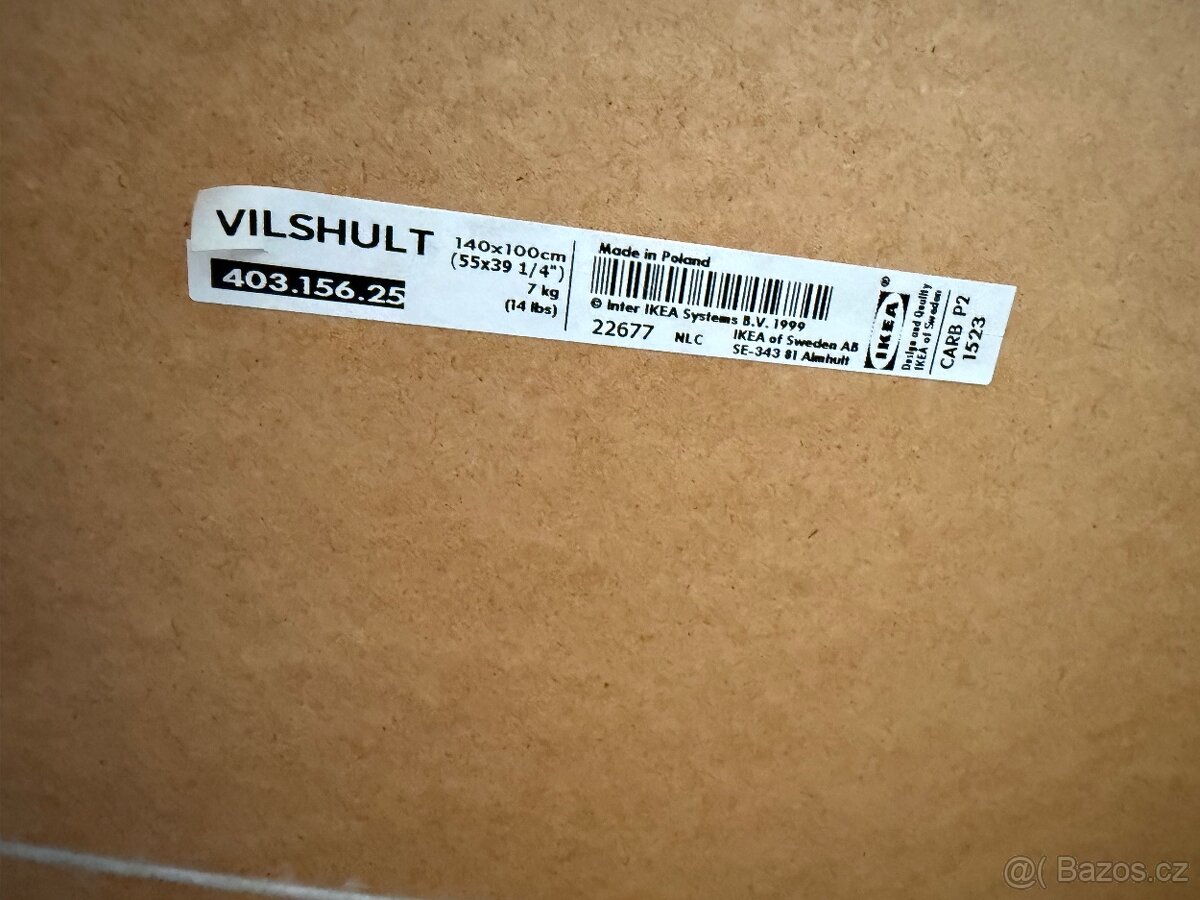 VILSHULT
403.156.25
140x100cm
(55x39 1/4")
7 kg
(14 lbs)
Made in Poland
© Inter IKEA Systems B.V. 1999
22677 NLC
IKEA of Sweden AB
SE-343 81 Älmhult
IKEA ®
Design and Quality
IKEA of Sweden
CARB P2
1523
@( Bazos.cz